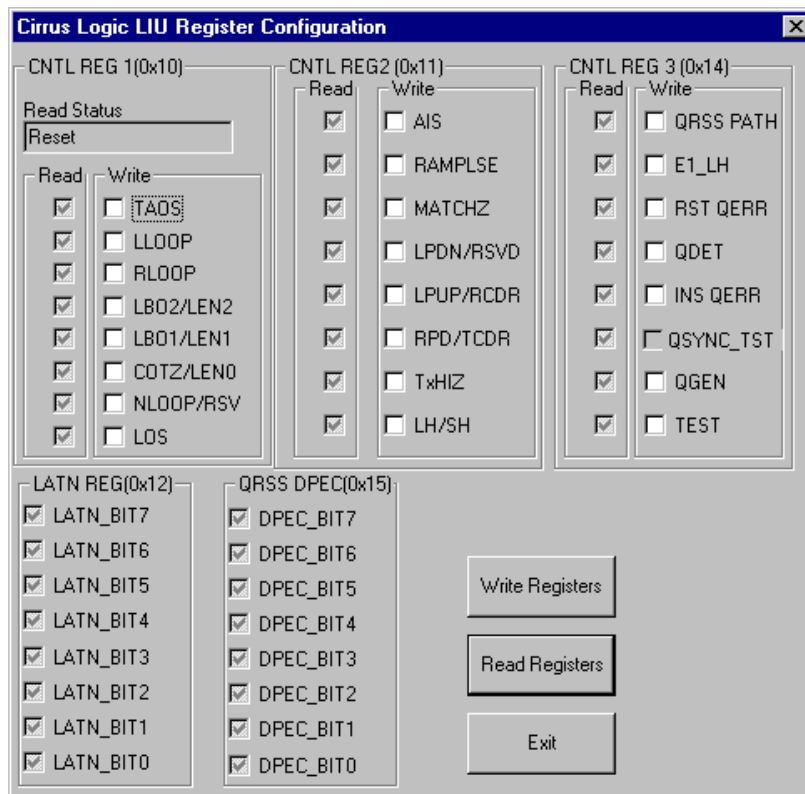 Cirrus Logic LIU Register Configuration
CNTL REG 1(0x10)
Read Status
Reset
Read Write
TAOS
LLOOP
RLOOP
LBO2/LEN2
LBO1/LEN1
COTZ/LEN0
NLOOP/RSV
LOS
CNTL REG2 (0x11)
Read Write
AIS
RAMPLSE
MATCHZ
LPDN/RSVD
LPUP/RCDR
RPD/TCDR
TxHIZ
LH/SH
CNTL REG 3 (0x14)
Read Write
QRSS PATH
E1_LH
RST QERR
QDET
INS QERR
QSYNC_TST
QGEN
TEST
LATN REG(0x12)
LATN_BIT7
LATN_BIT6
LATN_BIT5
LATN_BIT4
LATN_BIT3
LATN_BIT2
LATN_BIT1
LATN_BIT0
QRSS DPEC(0x15)
DPEC_BIT7
DPEC_BIT6
DPEC_BIT5
DPEC_BIT4
DPEC_BIT3
DPEC_BIT2
DPEC_BIT1
DPEC_BIT0
Write Registers
Read Registers
Exit